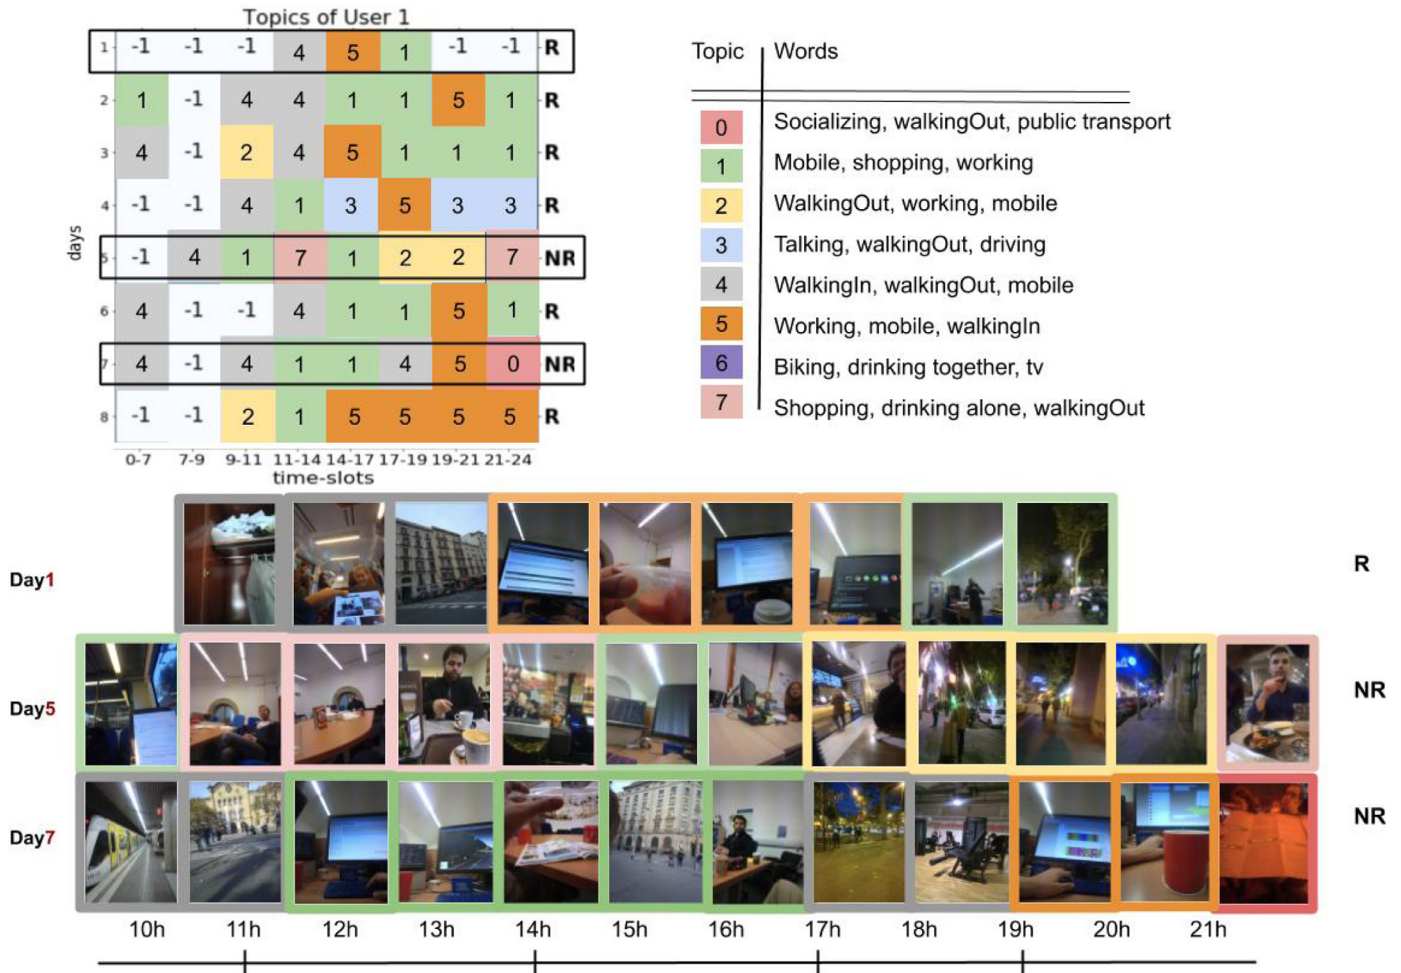 Topics of User 1
1 -1 -1 -1 4 5 1 -1 -1 R
2 1 -1 4 4 1 1 5 1 R
3 4 -1 2 4 5 1 1 1 R
4 -1 -1 4 1 3 5 3 3 R
5 -1 4 1 7 1 2 2 7 NR
6 4 -1 -1 4 1 1 5 1 R
7 4 -1 4 1 1 4 5 0 NR
8 -1 -1 2 1 5 5 5 5 R
days
0-7 7-9 9-11 11-14 14-17 17-19 19-21 21-24
time-slots
Topic Words
0 Socializing, walkingOut, public transport
1 Mobile, shopping, working
2 WalkingOut, working, mobile
3 Talking, walkingOut, driving
4 WalkingIn, walkingOut, mobile
5 Working, mobile, walkingIn
6 Biking, drinking together, tv
7 Shopping, drinking alone, walkingOut
Day1 R
Day5 NR
Day7 NR
10h 11h 12h 13h 14h 15h 16h 17h 18h 19h 20h 21h